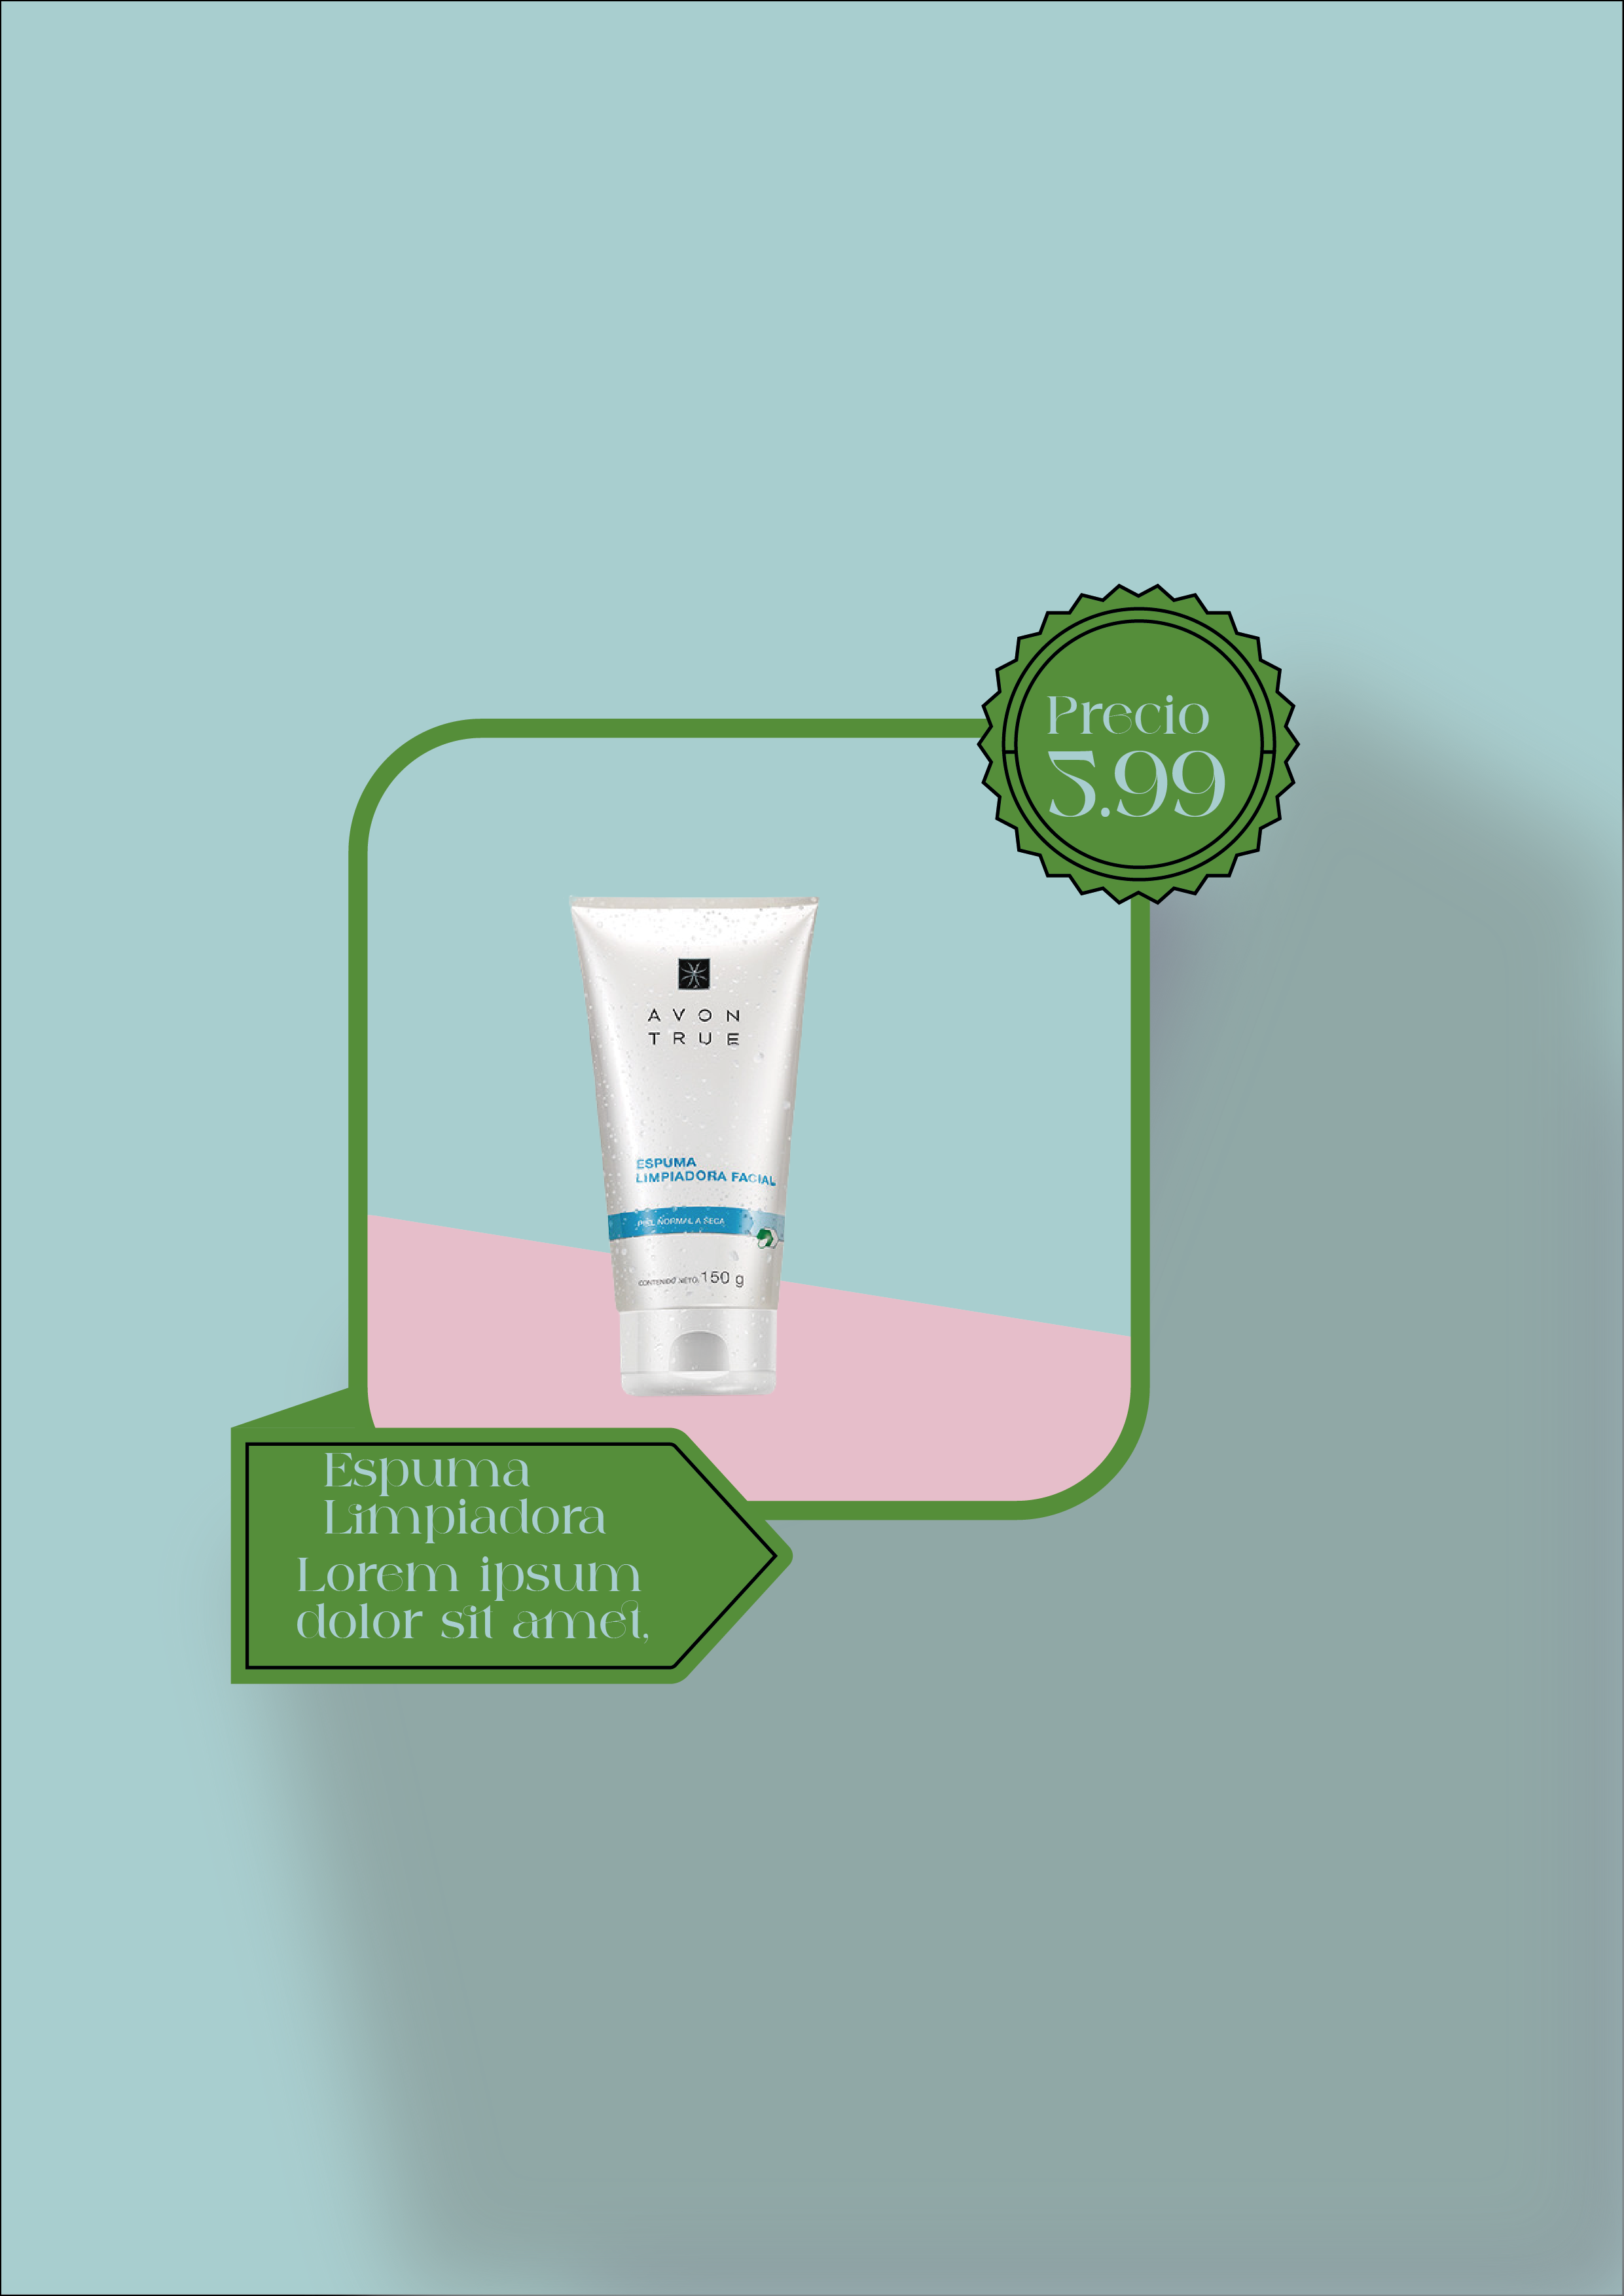 Precio
5.99
AVON
TRUE
ESPUMA
LIMPIADORA FACIAL
PIEL NORMAL A SECA
CONTENIDO NETO: 150 g
Espuma
Limpiadora
Lorem ipsum
dolor sit amet,